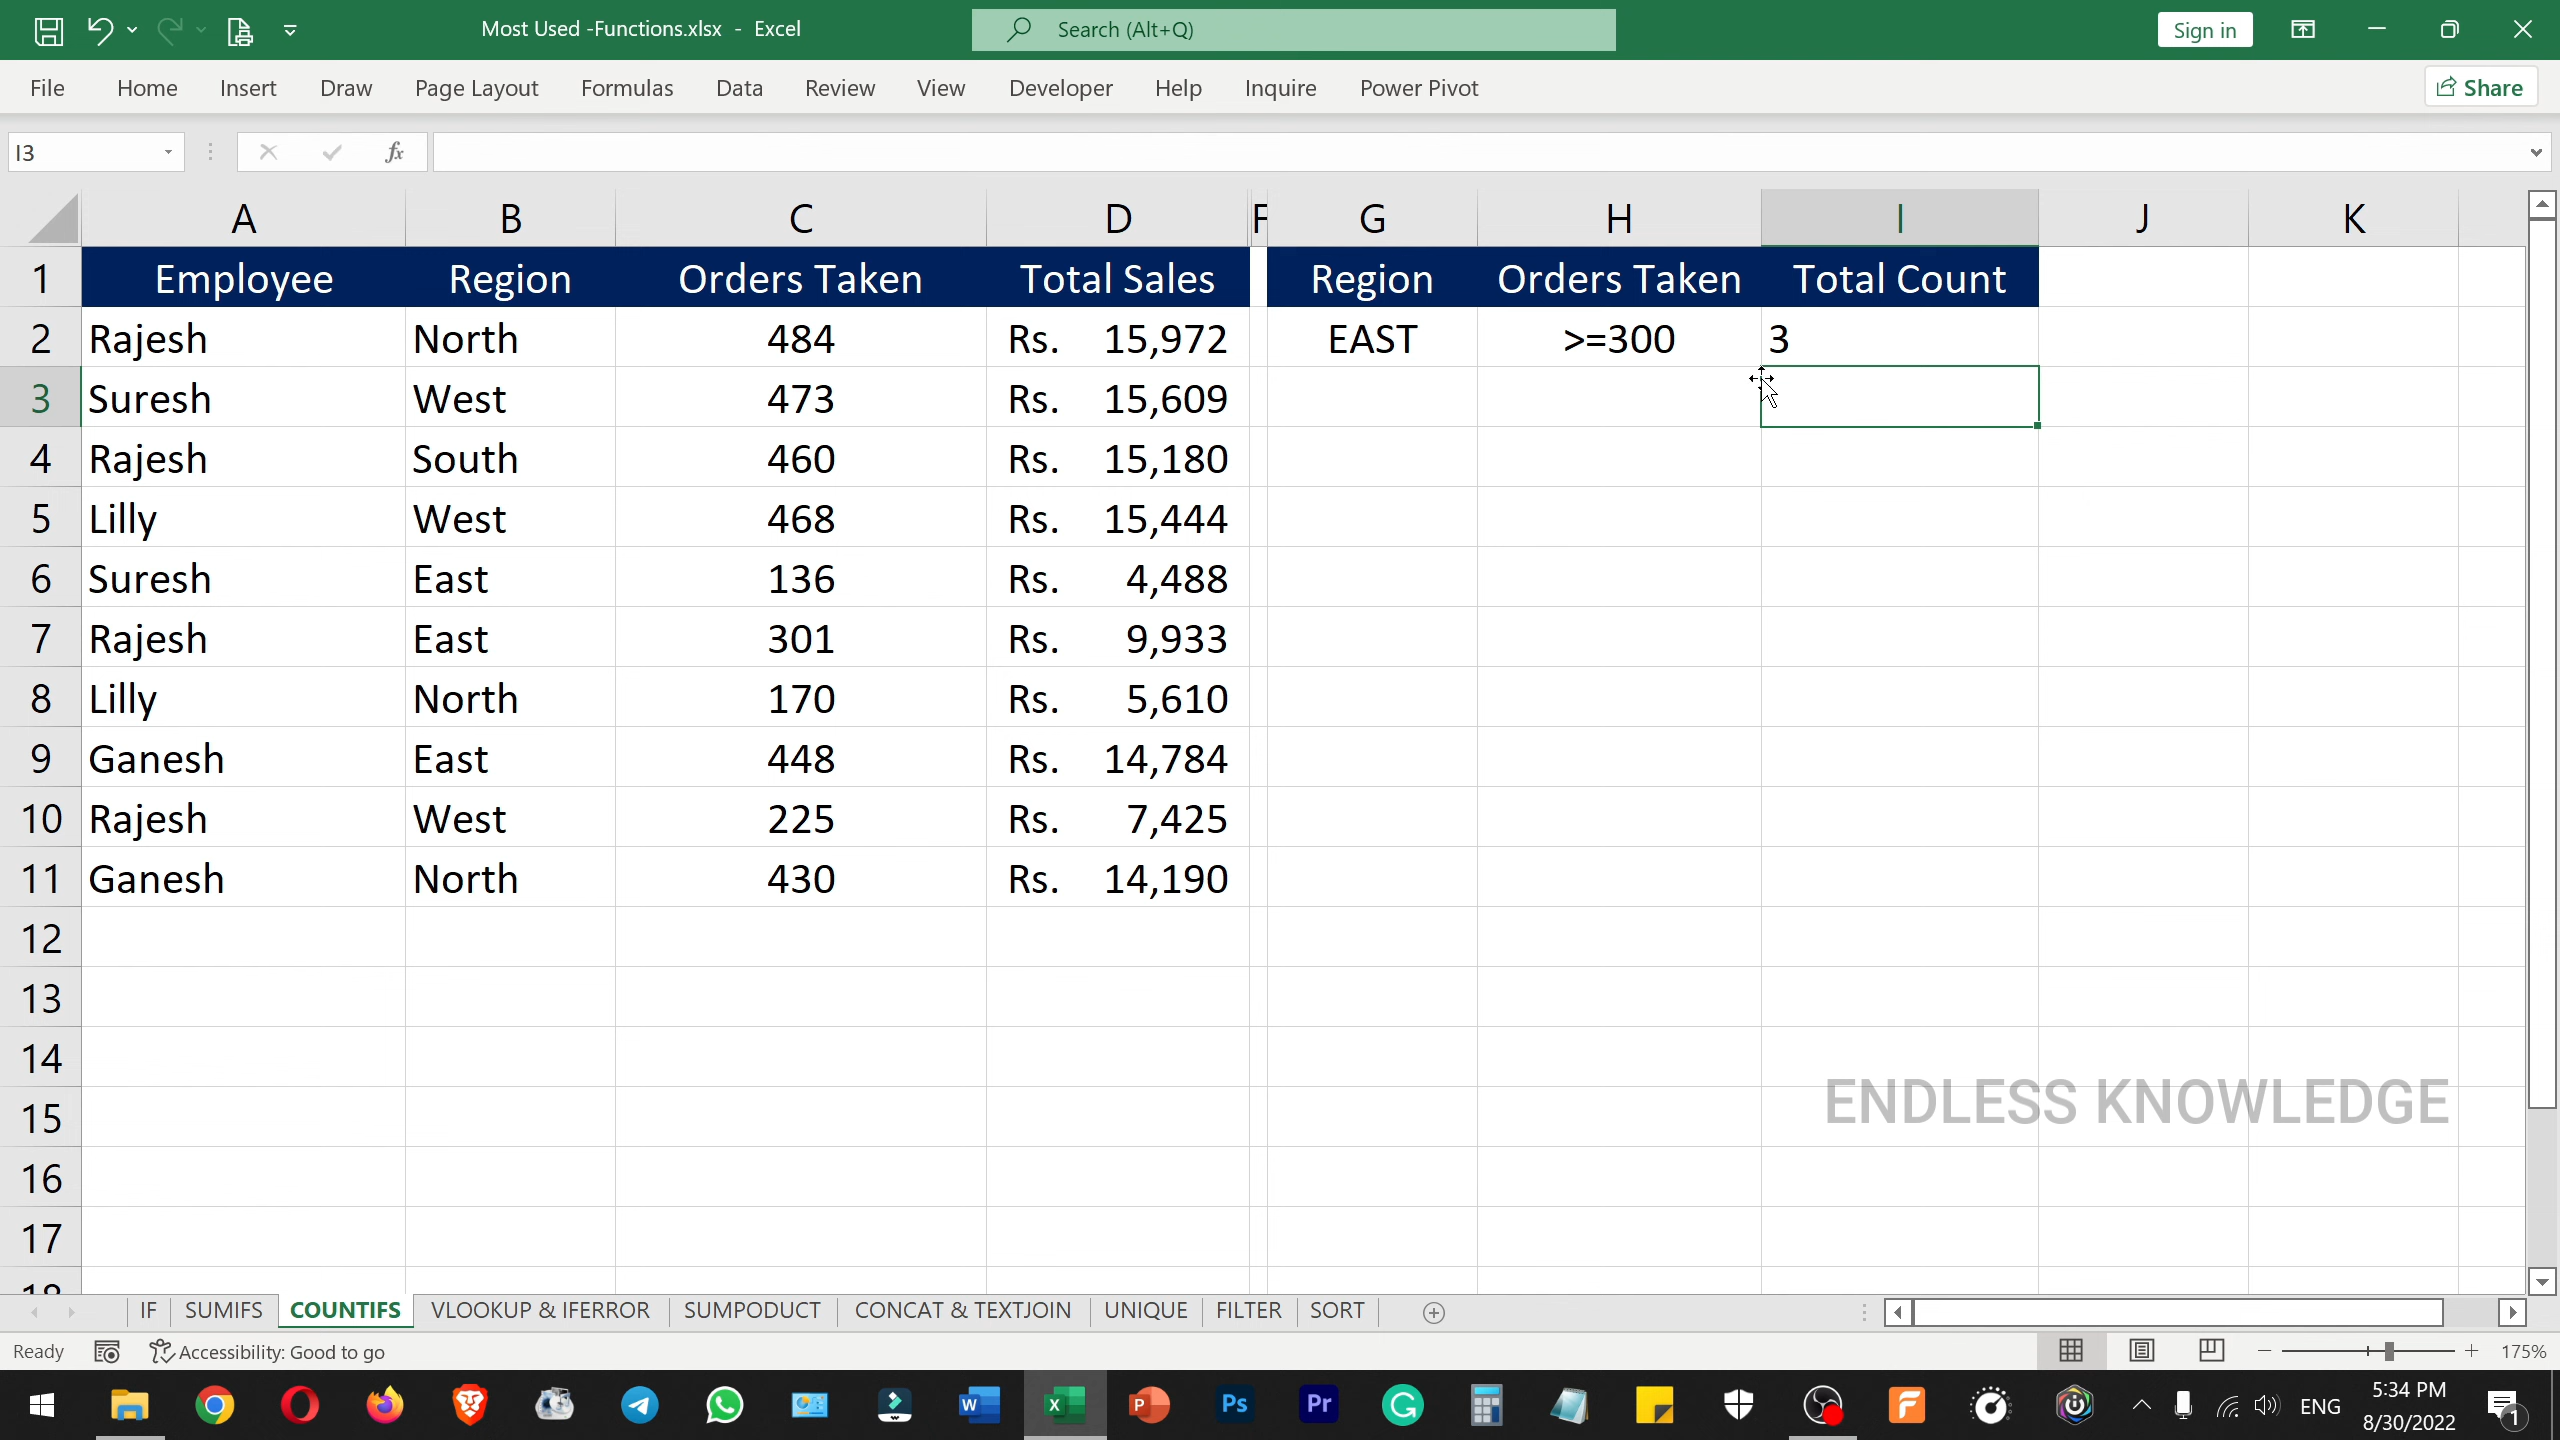 Most Used -Functions.xlsx - Excel
Search (Alt+Q)
Sign in
File Home Insert Draw Page Layout Formulas Data Review View Developer Help Inquire Power Pivot
Share
I3
fx
A B C D F G H I J K
1 Employee Region Orders Taken Total Sales Region Orders Taken Total Count
2 Rajesh North 484 Rs. 15,972 EAST >=300 3
3 Suresh West 473 Rs. 15,609
4 Rajesh South 460 Rs. 15,180
5 Lilly West 468 Rs. 15,444
6 Suresh East 136 Rs. 4,488
7 Rajesh East 301 Rs. 9,933
8 Lilly North 170 Rs. 5,610
9 Ganesh East 448 Rs. 14,784
10 Rajesh West 225 Rs. 7,425
11 Ganesh North 430 Rs. 14,190
12
13
14
15
ENDLESS KNOWLEDGE
16
17
18
IF SUMIFS COUNTIFS VLOOKUP & IFERROR SUMPODUCT CONCAT & TEXTJOIN UNIQUE FILTER SORT
Ready
Accessibility: Good to go
175%
W X P Ps Pr G
ENG
5:34 PM
8/30/2022
1